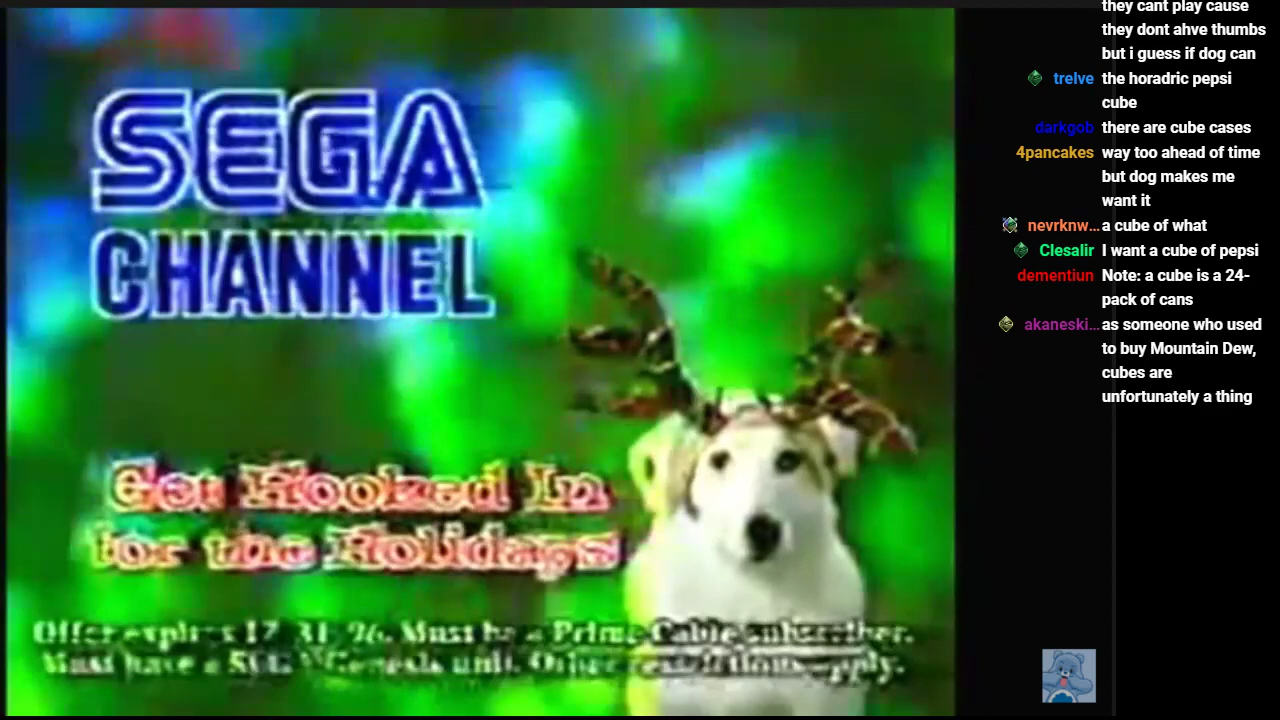 SEGA
CHANNEL
Get Hooked In
for the Holidays
Offer expires 12/31/96. Must be a Prime Cable subscriber.
Must have a SEGA Genesis unit. Other restrictions apply.
they cant play cause
they dont ahve thumbs
but i guess if dog can
trelve the horadric pepsi
cube
darkgob there are cube cases
4pancakes way too ahead of time
but dog makes me
want it
nevrknw… a cube of what
Clesalir I want a cube of pepsi
dementiun Note: a cube is a 24-
pack of cans
akaneski… as someone who used
to buy Mountain Dew,
cubes are
unfortunately a thing